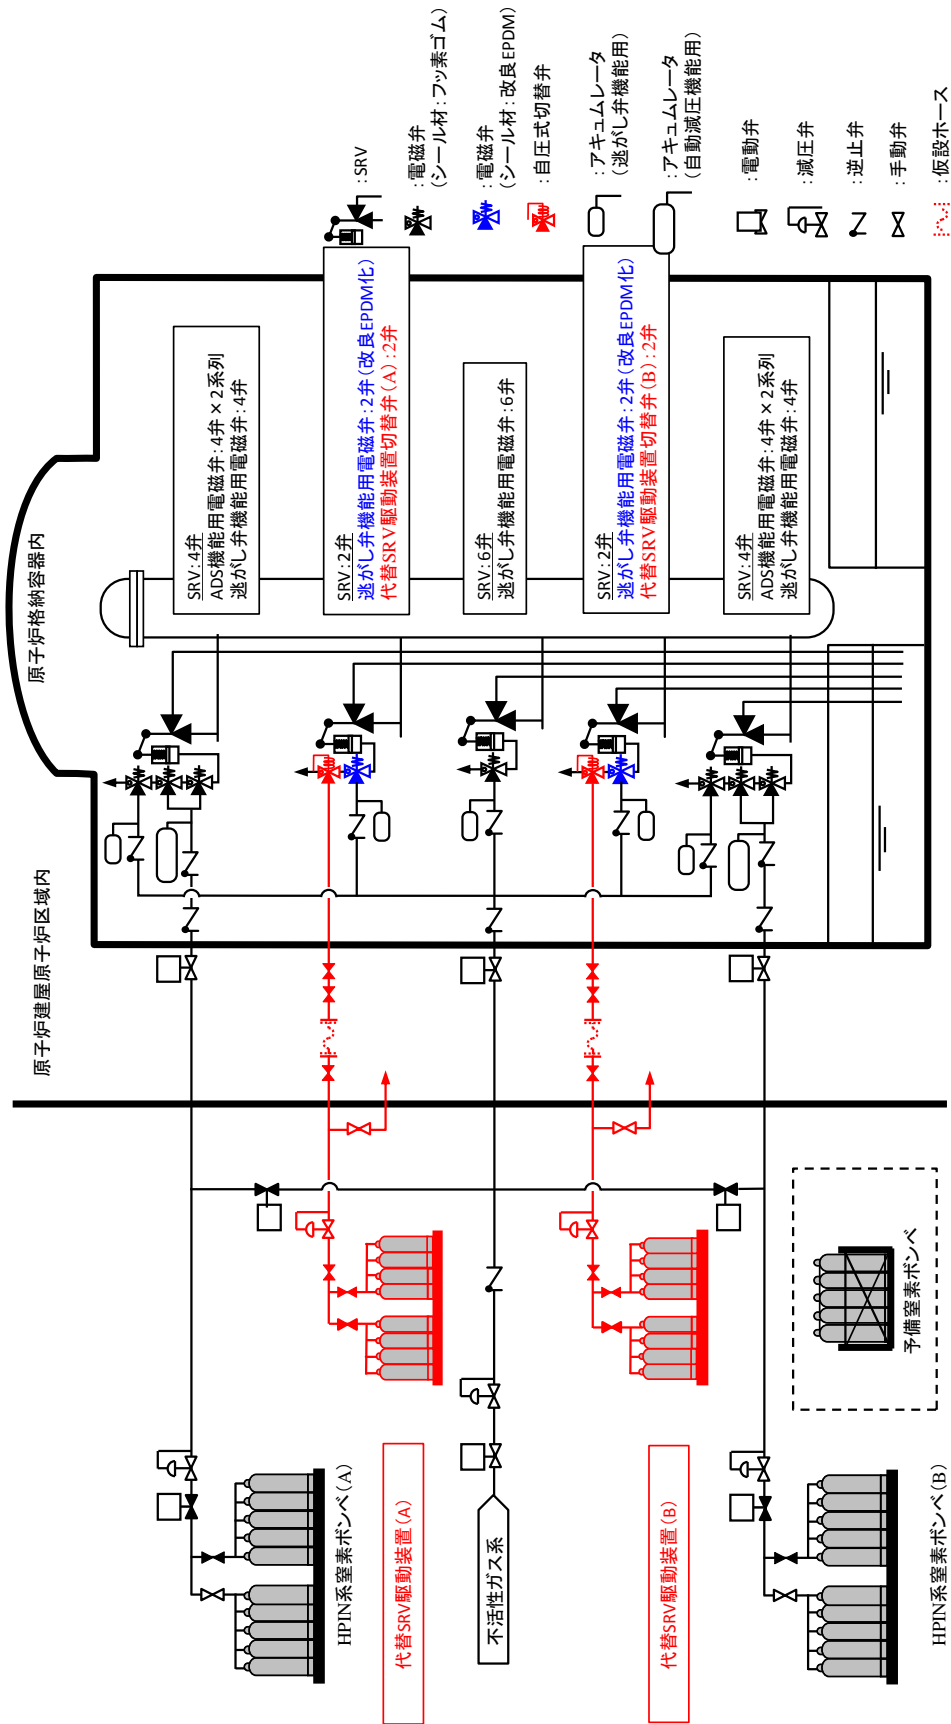 :SRV
:電磁弁
(シール材:フッ素ゴム)
:電磁弁
(シール材:改良EPDM)
:自圧式切替弁
:アキュムレータ
(逃がし弁機能用)
:アキュムレータ
(自動減圧機能用)
:電動弁
:減圧弁
:逆止弁
:手動弁
:仮設ホース
原子炉格納容器内
原子炉建屋原子炉区域内
SRV:4弁
ADS機能用電磁弁:4弁×2系列
逃がし弁機能用電磁弁:4弁
SRV:2弁
逃がし弁機能用電磁弁:2弁(改良EPDM化)
代替SRV駆動装置切替弁(A):2弁
SRV:6弁
逃がし弁機能用電磁弁:6弁
SRV:2弁
逃がし弁機能用電磁弁:2弁(改良EPDM化)
代替SRV駆動装置切替弁(B):2弁
SRV:4弁
ADS機能用電磁弁:4弁×2系列
逃がし弁機能用電磁弁:4弁
HPIN系窒素ボンベ(A)
代替SRV駆動装置(A)
不活性ガス系
代替SRV駆動装置(B)
予備窒素ボンベ
HPIN系窒素ボンベ(B)